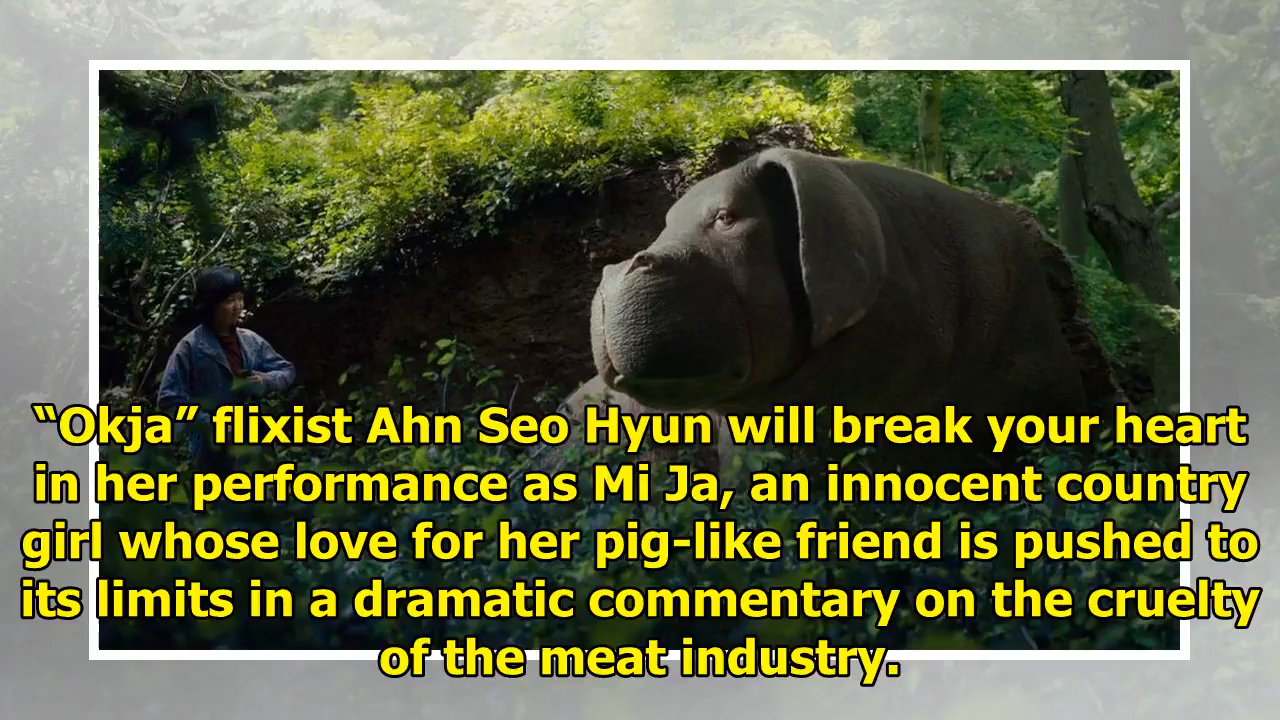 “Okja” flixist Ahn Seo Hyun will break your heart
in her performance as Mi Ja, an innocent country
girl whose love for her pig-like friend is pushed to
its limits in a dramatic commentary on the cruelty
of the meat industry.